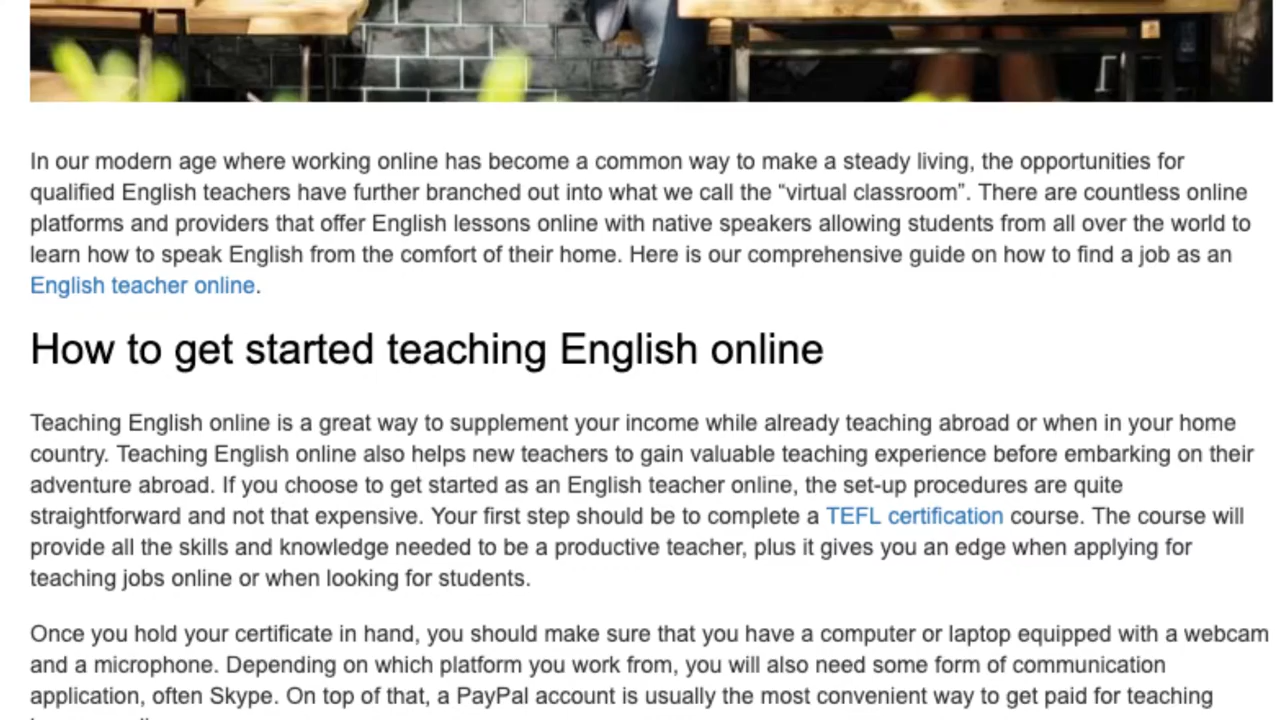 In our modern age where working online has become a common way to make a steady living, the opportunities for
qualified English teachers have further branched out into what we call the “virtual classroom”. There are countless online
platforms and providers that offer English lessons online with native speakers allowing students from all over the world to
learn how to speak English from the comfort of their home. Here is our comprehensive guide on how to find a job as an
English teacher online.
How to get started teaching English online
Teaching English online is a great way to supplement your income while already teaching abroad or when in your home
country. Teaching English online also helps new teachers to gain valuable teaching experience before embarking on their
adventure abroad. If you choose to get started as an English teacher online, the set-up procedures are quite
straightforward and not that expensive. Your first step should be to complete a TEFL certification course. The course will
provide all the skills and knowledge needed to be a productive teacher, plus it gives you an edge when applying for
teaching jobs online or when looking for students.
Once you hold your certificate in hand, you should make sure that you have a computer or laptop equipped with a webcam
and a microphone. Depending on which platform you work from, you will also need some form of communication
application, often Skype. On top of that, a PayPal account is usually the most convenient way to get paid for teaching